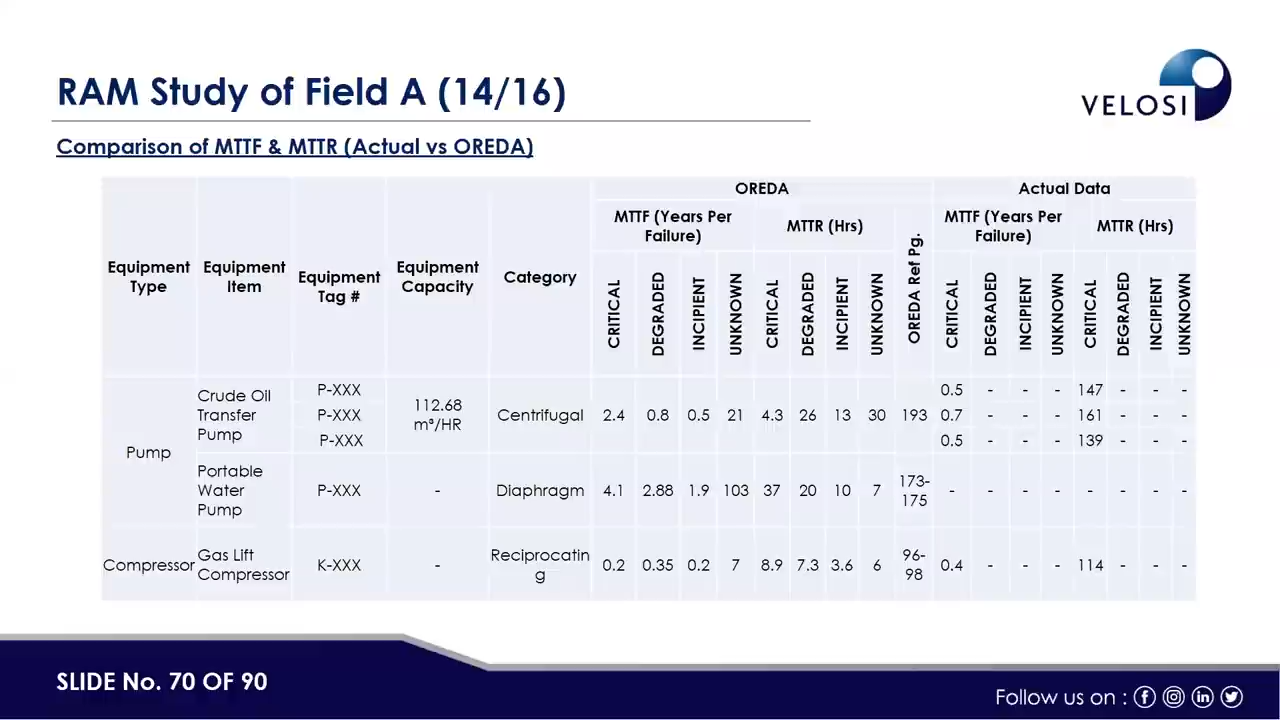 RAM Study of Field A (14/16)
VELOSI
Comparison of MTTF & MTTR (Actual vs OREDA)
OREDA Actual Data
Equipment Type Equipment Item Equipment Tag # Equipment Capacity Category MTTF (Years Per Failure) MTTR (Hrs) OREDA Ref Pg. MTTF (Years Per Failure) MTTR (Hrs)
CRITICAL DEGRADED INCIPIENT UNKNOWN CRITICAL DEGRADED INCIPIENT UNKNOWN CRITICAL DEGRADED INCIPIENT UNKNOWN CRITICAL DEGRADED INCIPIENT UNKNOWN
Pump Crude Oil Transfer Pump P-XXX 112.68 m³/HR Centrifugal 2.4 0.8 0.5 21 4.3 26 13 30 193 0.5 - - - 147 - - -
P-XXX 0.7 - - - 161 - - -
P-XXX 0.5 - - - 139 - - -
Portable Water Pump P-XXX - Diaphragm 4.1 2.88 1.9 103 37 20 10 7 173-175 - - - - - - - -
Compressor Gas Lift Compressor K-XXX - Reciprocating 0.2 0.35 0.2 7 8.9 7.3 3.6 6 96-98 0.4 - - - 114 - - -
SLIDE No. 70 OF 90
Follow us on :